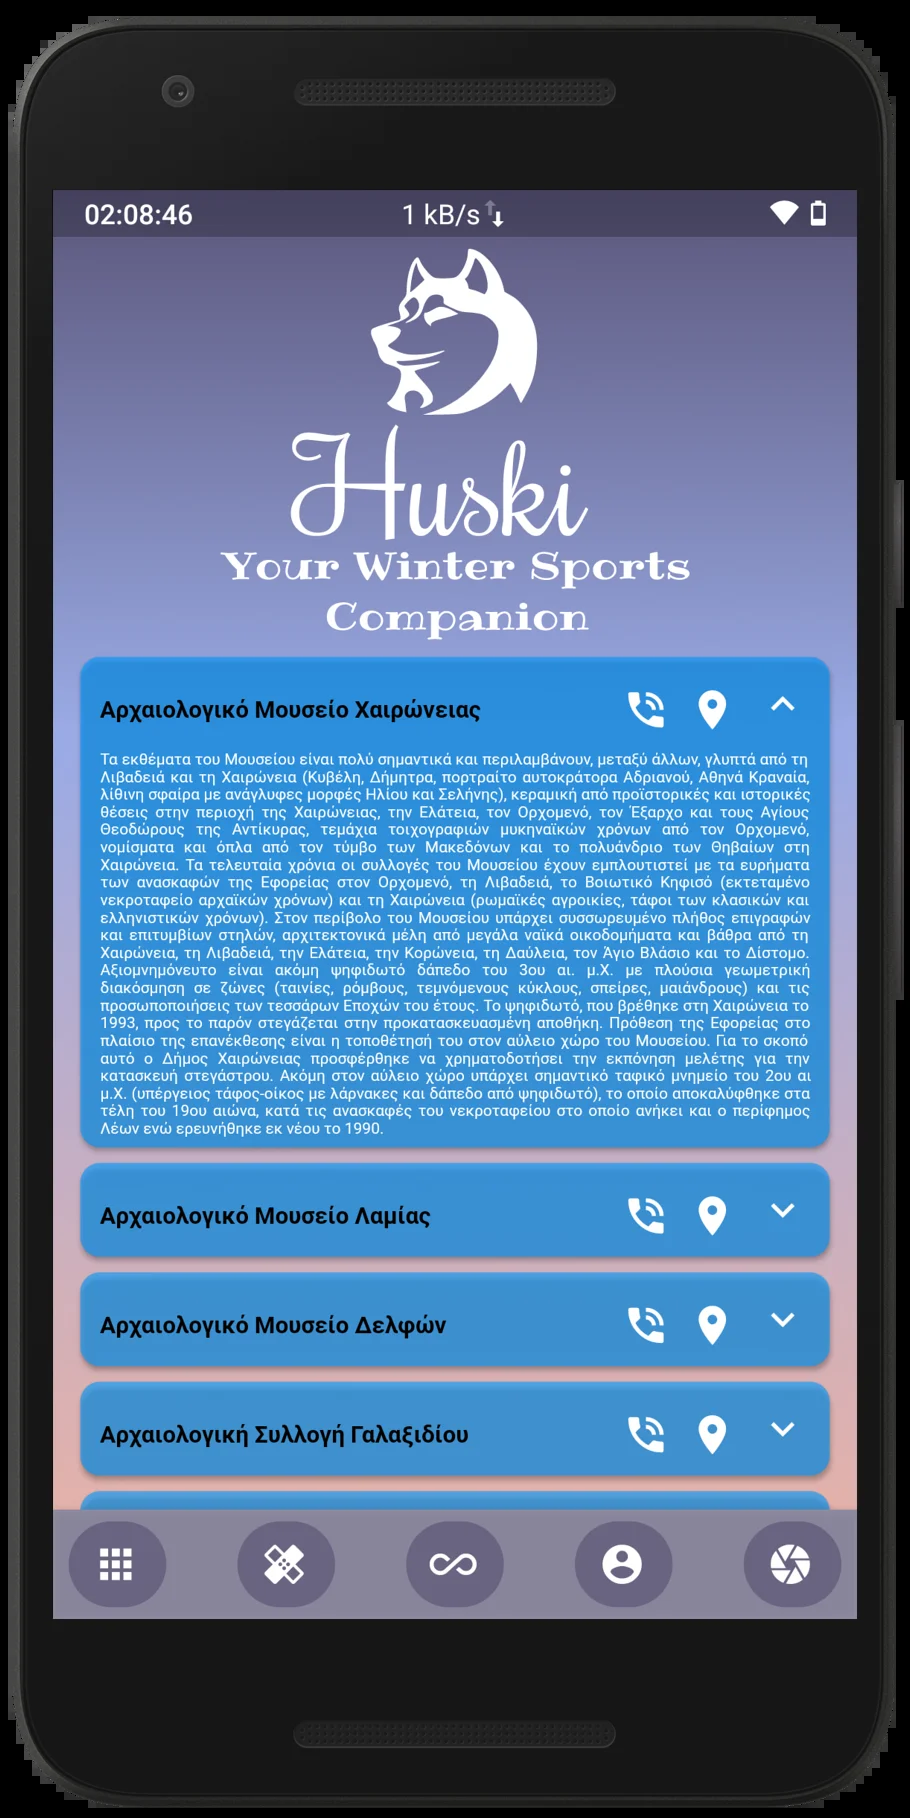 02:08:46
1 kB/s
Huski
Your Winter Sports
Companion
Αρχαιολογικό Μουσείο Χαιρώνειας
Τα εκθέματα του Μουσείου είναι πολύ σημαντικά και περιλαμβάνουν, μεταξύ άλλων, γλυπτά από τη
Λιβαδειά και τη Χαιρώνεια (Κυβέλη, Δήμητρα, πορτραίτο αυτοκράτορα Αδριανού, Αθηνά Κραναία,
λίθινη σφαίρα με ανάγλυφες μορφές Ηλίου και Σελήνης), κεραμική από προϊστορικές και ιστορικές
θέσεις στην περιοχή της Χαιρώνειας, την Ελάτεια, τον Ορχομενό, τον Έξαρχο και τους Αγίους
Θεοδώρους της Αντίκυρας, τεμάχια τοιχογραφιών μυκηναϊκών χρόνων από τον Ορχομενό,
νομίσματα και όπλα από τον τύμβο των Μακεδόνων και το πολυάνδριο των Θηβαίων στη
Χαιρώνεια. Τα τελευταία χρόνια οι συλλογές του Μουσείου έχουν εμπλουτιστεί με τα ευρήματα
των ανασκαφών της Εφορείας στον Ορχομενό, τη Λιβαδειά, το Βοιωτικό Κηφισό (εκτεταμένο
νεκροταφείο αρχαϊκών χρόνων) και τη Χαιρώνεια (ρωμαϊκές αγροικίες, τάφοι των κλασικών και
ελληνιστικών χρόνων). Στον περίβολο του Μουσείου υπάρχει συσσωρευμένο πλήθος επιγραφών
και επιτυμβίων στηλών, αρχιτεκτονικά μέλη από μεγάλα ναϊκά οικοδομήματα και βάθρα από τη
Χαιρώνεια, τη Λιβαδειά, την Ελάτεια, την Κορώνεια, τη Δαύλεια, τον Άγιο Βλάσιο και το Δίστομο.
Αξιομνημόνευτο είναι ακόμη ψηφιδωτό δάπεδο του 3ου αι. μ.Χ. με πλούσια γεωμετρική
διακόσμηση σε ζώνες (ταινίες, ρόμβους, τεμνόμενους κύκλους, σπείρες, μαιάνδρους) και τις
προσωποποιήσεις των τεσσάρων Εποχών του έτους. Το ψηφιδωτό, που βρέθηκε στη Χαιρώνεια το
1993, προς το παρόν στεγάζεται στην προκατασκευασμένη αποθήκη. Πρόθεση της Εφορείας στο
πλαίσιο της επανέκθεσης είναι η τοποθέτησή του στον αύλειο χώρο του Μουσείου. Για το σκοπό
αυτό ο Δήμος Χαιρώνειας προσφέρθηκε να χρηματοδοτήσει την εκπόνηση μελέτης για την
κατασκευή στεγάστρου. Ακόμη στον αύλειο χώρο υπάρχει σημαντικό ταφικό μνημείο του 2ου αι
μ.Χ. (υπέργειος τάφος-οίκος με λάρνακες και δάπεδο από ψηφιδωτό), το οποίο αποκαλύφθηκε στα
τέλη του 19ου αιώνα, κατά τις ανασκαφές του νεκροταφείου στο οποίο ανήκει και ο περίφημος
Λέων ενώ ερευνήθηκε εκ νέου το 1990.
Αρχαιολογικό Μουσείο Λαμίας
Αρχαιολογικό Μουσείο Δελφών
Αρχαιολογική Συλλογή Γαλαξιδίου